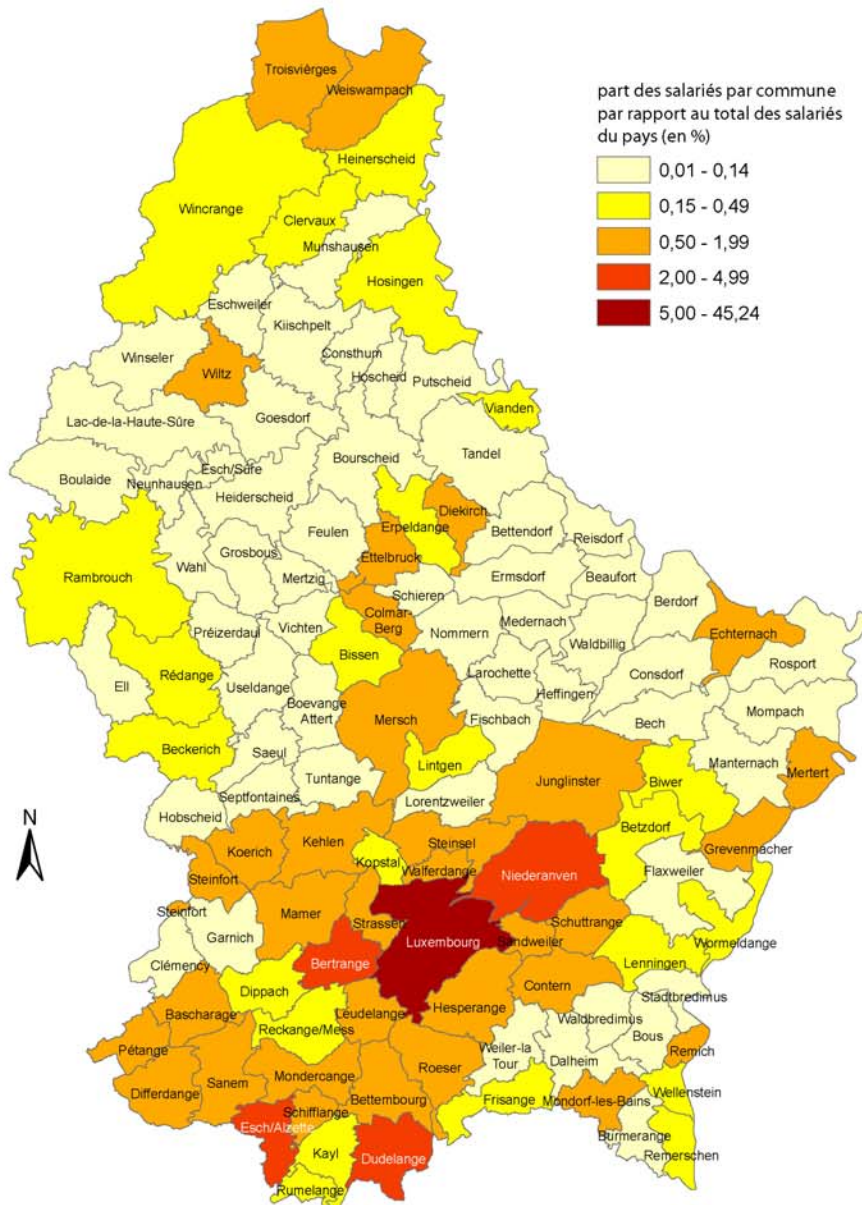 part des salariés par commune
par rapport au total des salariés
du pays (en %)
0,01 - 0,14
0,15 - 0,49
0,50 - 1,99
2,00 - 4,99
5,00 - 45,24
Troisvièrges
Weiswampach
Heinerscheid
Wincrange
Clervaux
Munshausen
Hosingen
Eschweiler
Kiischpelt
Winseler
Consthum
Hoscheid
Putscheid
Wiltz
Vianden
Lac-de-la-Haute-Sûre
Goesdorf
Tandel
Bourscheid
Esch/Sûre
Boulaide
Neunhausen
Heiderscheid
Diekirch
Erpeldange
Bettendorf
Feulen
Reisdorf
Ettelbruck
Grosbous
Wahl
Rambrouch
Mertzig
Ermsdorf
Beaufort
Schieren
Berdorf
Colmar-
Berg
Préizerdaul
Vichten
Nommern
Medernach
Waldbillig
Echternach
Bissen
Rosport
Ell
Rédange
Useldange
Larochette
Consdorf
Heffingen
Boevange
Attert
Mersch
Fischbach
Bech
Mompach
Beckerich
Saeul
Manternach
Lintgen
Tuntange
Junglinster
Biwer
Mertert
Septfontaines
Lorentzweiler
Hobscheid
N
Betzdorf
Kehlen
Steinsel
Koerich
Grevenmacher
Kopstal
Walferdange
Niederanven
Flaxweiler
Steinfort
Steinfort
Mamer
Strassen
Schuttrange
Garnich
Luxembourg
Sandweiler
Wormeldange
Clémency
Bertrange
Lenningen
Dippach
Contern
Stadtbredimus
Bascharage
Leudelange
Hesperange
Waldbredimus
Reckange/Mess
Bous
Pétange
Weiler-la
Tour
Dalheim
Remich
Sanem
Mondercange
Roeser
Differdange
Bettembourg
Wellenstein
Frisange
Mondorf-les-Bains
Schifflange
Esch/Alzette
Burmerange
Kayl
Dudelange
Remerschen
Rumelange